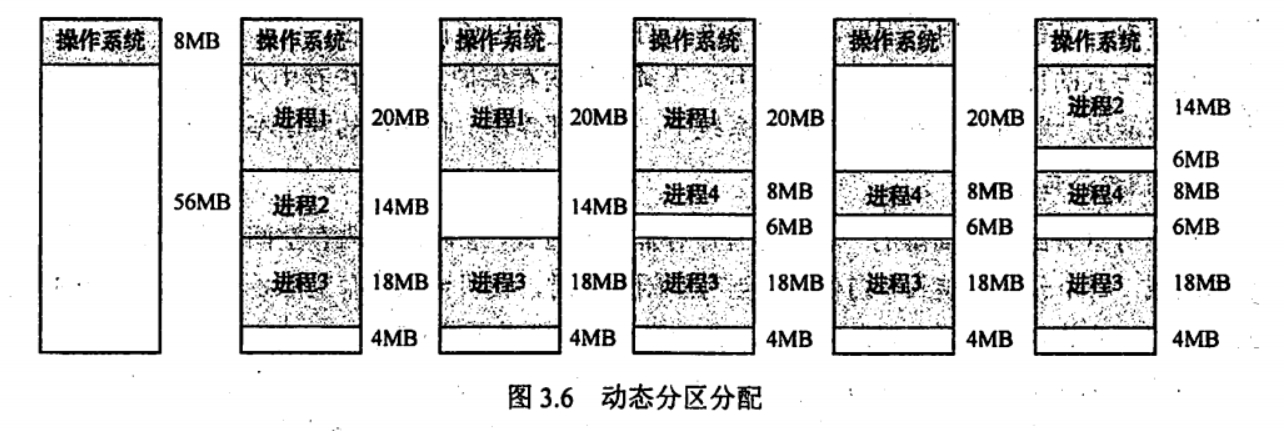 操作系统 8MB
56MB
操作系统
进程1 20MB
进程2 14MB
进程3 18MB
4MB
操作系统
进程1 20MB
14MB
进程3 18MB
4MB
操作系统
进程1 20MB
进程4 8MB
6MB
进程3 18MB
4MB
操作系统
20MB
进程4 8MB
6MB
进程3 18MB
4MB
操作系统
进程2 14MB
6MB
进程4 8MB
6MB
进程3 18MB
4MB
图 3.6 动态分区分配